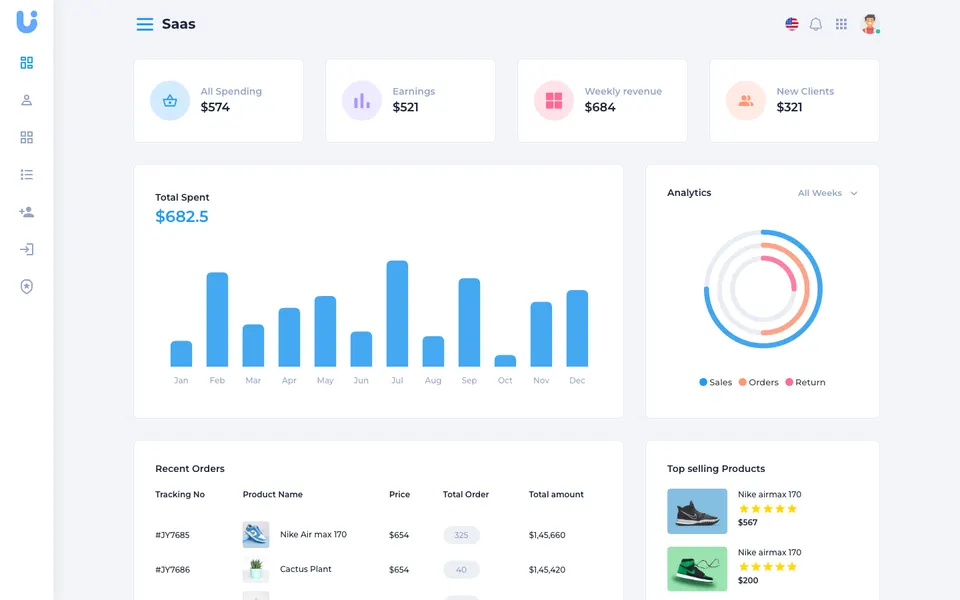 Saas
All Spending
$574
Earnings
$521
Weekly revenue
$684
New Clients
$321
Total Spent
$682.5
Jan Feb Mar Apr May Jun Jul Aug Sep Oct Nov Dec
Analytics
All Weeks
Sales Orders Return
Recent Orders
Tracking No Product Name Price Total Order Total amount
#JY7685 Nike Air max 170 $654 325 $1,45,660
#JY7686 Cactus Plant $654 40 $1,45,420
Top selling Products
Nike airmax 170
$567
Nike airmax 170
$200